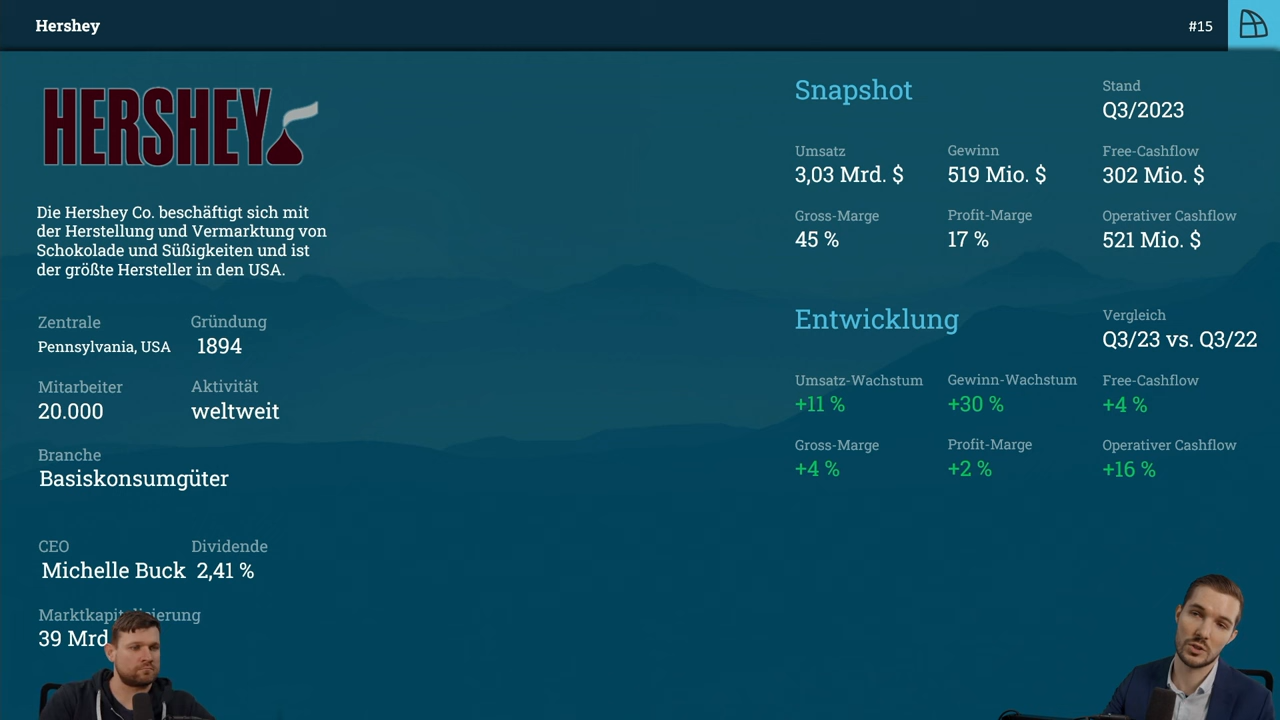 Hershey
#15
HERSHEY
Die Hershey Co. beschäftigt sich mit
der Herstellung und Vermarktung von
Schokolade und Süßigkeiten und ist
der größte Hersteller in den USA.
Zentrale
Gründung
Pennsylvania, USA
1894
Mitarbeiter
Aktivität
20.000
weltweit
Branche
Basiskonsumgüter
CEO
Dividende
Michelle Buck
2,41 %
Marktkapitalisierung
39 Mrd
Snapshot
Stand
Q3/2023
Umsatz
Gewinn
Free-Cashflow
3,03 Mrd. $
519 Mio. $
302 Mio. $
Gross-Marge
Profit-Marge
Operativer Cashflow
45 %
17 %
521 Mio. $
Entwicklung
Vergleich
Q3/23 vs. Q3/22
Umsatz-Wachstum
Gewinn-Wachstum
Free-Cashflow
+11 %
+30 %
+4 %
Gross-Marge
Profit-Marge
Operativer Cashflow
+4 %
+2 %
+16 %